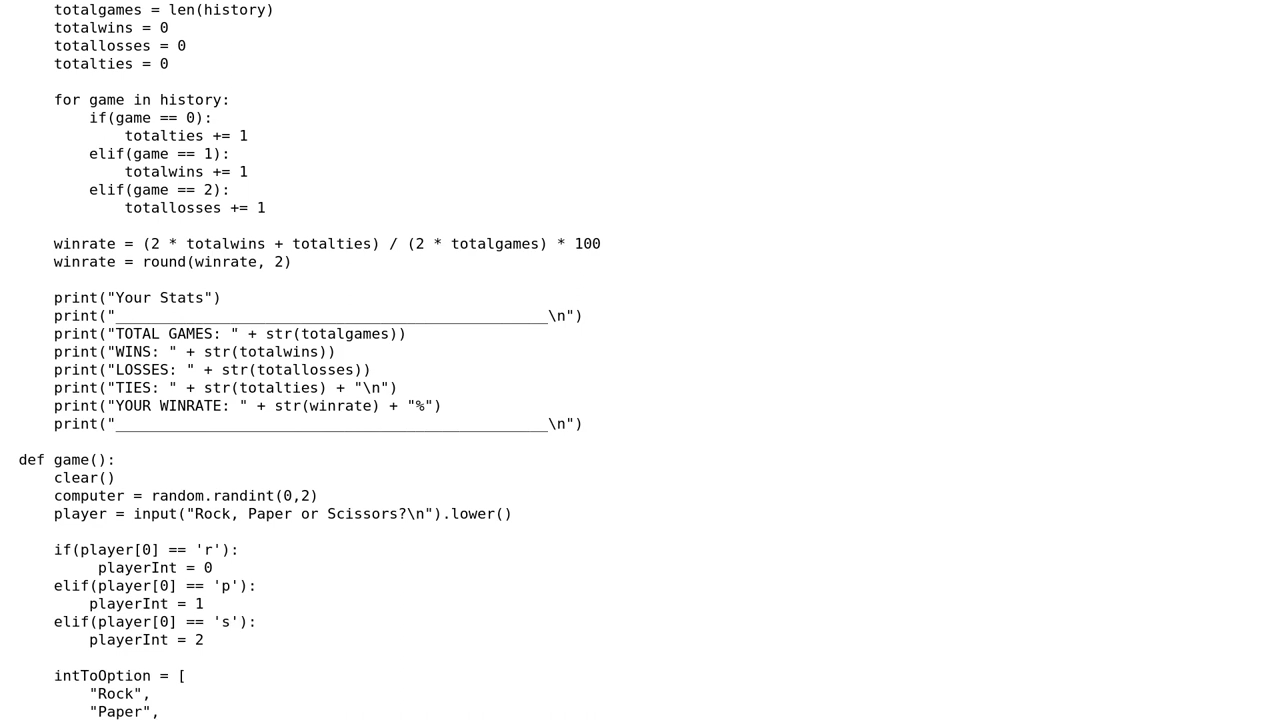 totalgames = len(history)
    totalwins = 0
    totallosses = 0
    totalties = 0

    for game in history:
        if(game == 0):
            totalties += 1
        elif(game == 1):
            totalwins += 1
        elif(game == 2):
            totallosses += 1

    winrate = (2 * totalwins + totalties) / (2 * totalgames) * 100
    winrate = round(winrate, 2)

    print("Your Stats")
    print("_________________________________________________\n")
    print("TOTAL GAMES: " + str(totalgames))
    print("WINS: " + str(totalwins))
    print("LOSSES: " + str(totallosses))
    print("TIES: " + str(totalties) + "\n")
    print("YOUR WINRATE: " + str(winrate) + "%")
    print("_________________________________________________\n")

def game():
    clear()
    computer = random.randint(0,2)
    player = input("Rock, Paper or Scissors?\n").lower()

    if(player[0] == 'r'):
         playerInt = 0
    elif(player[0] == 'p'):
        playerInt = 1
    elif(player[0] == 's'):
        playerInt = 2

    intToOption = [
        "Rock",
        "Paper",